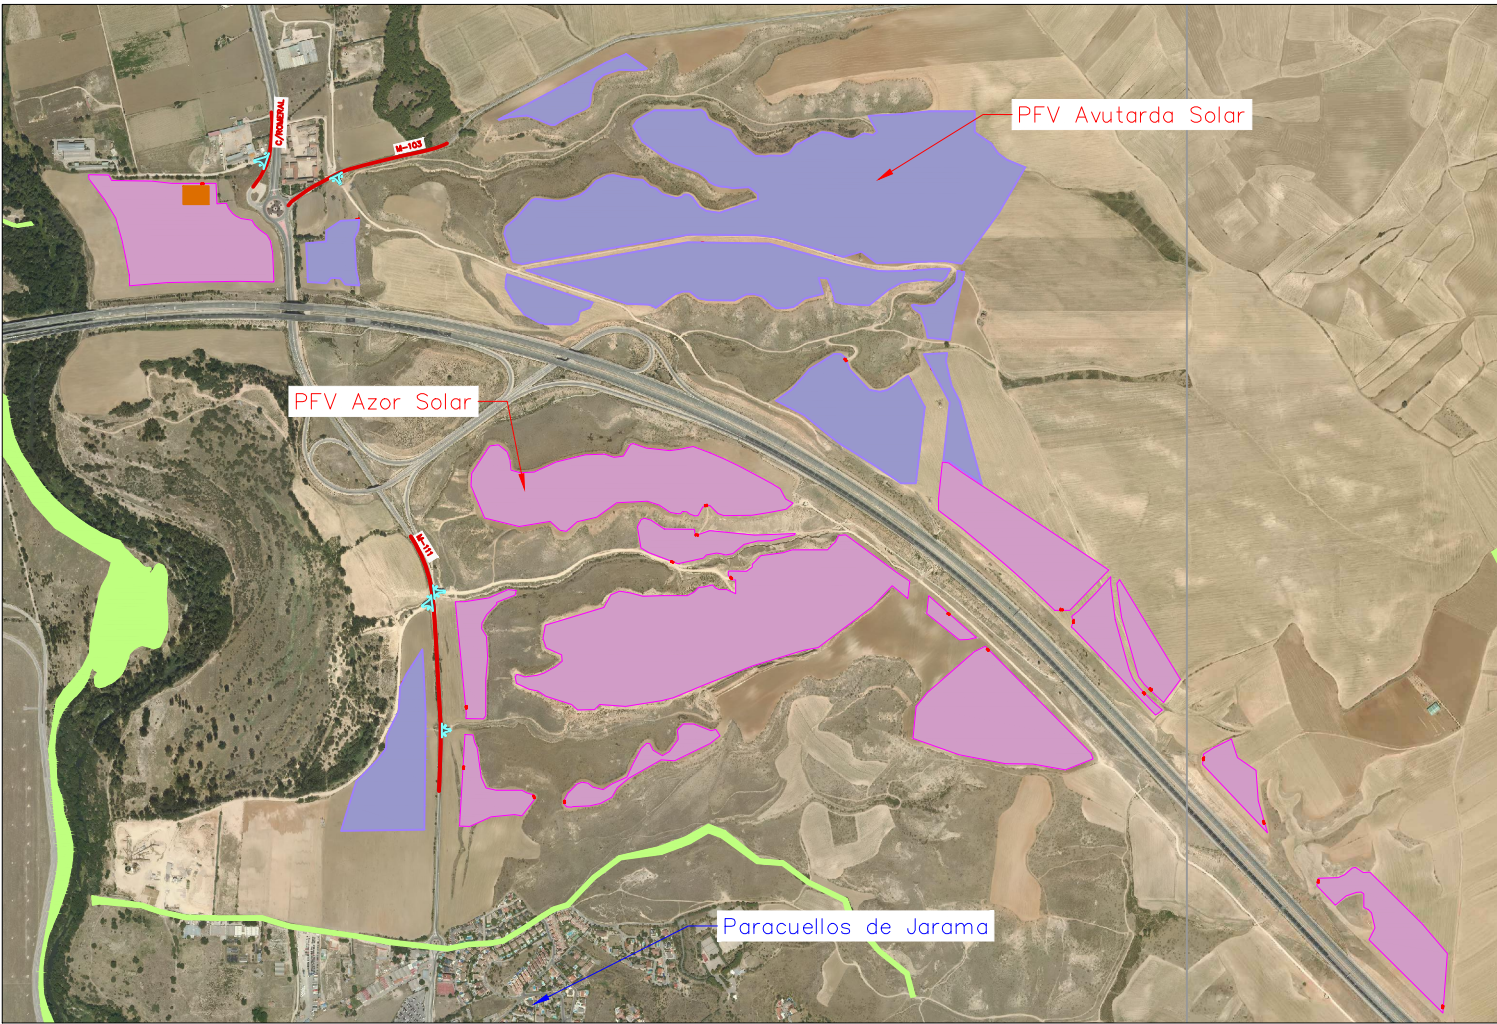 C/ROMERAL
PFV Avutarda Solar
M-103
PFV Azor Solar
M-111
Paracuellos de Jarama